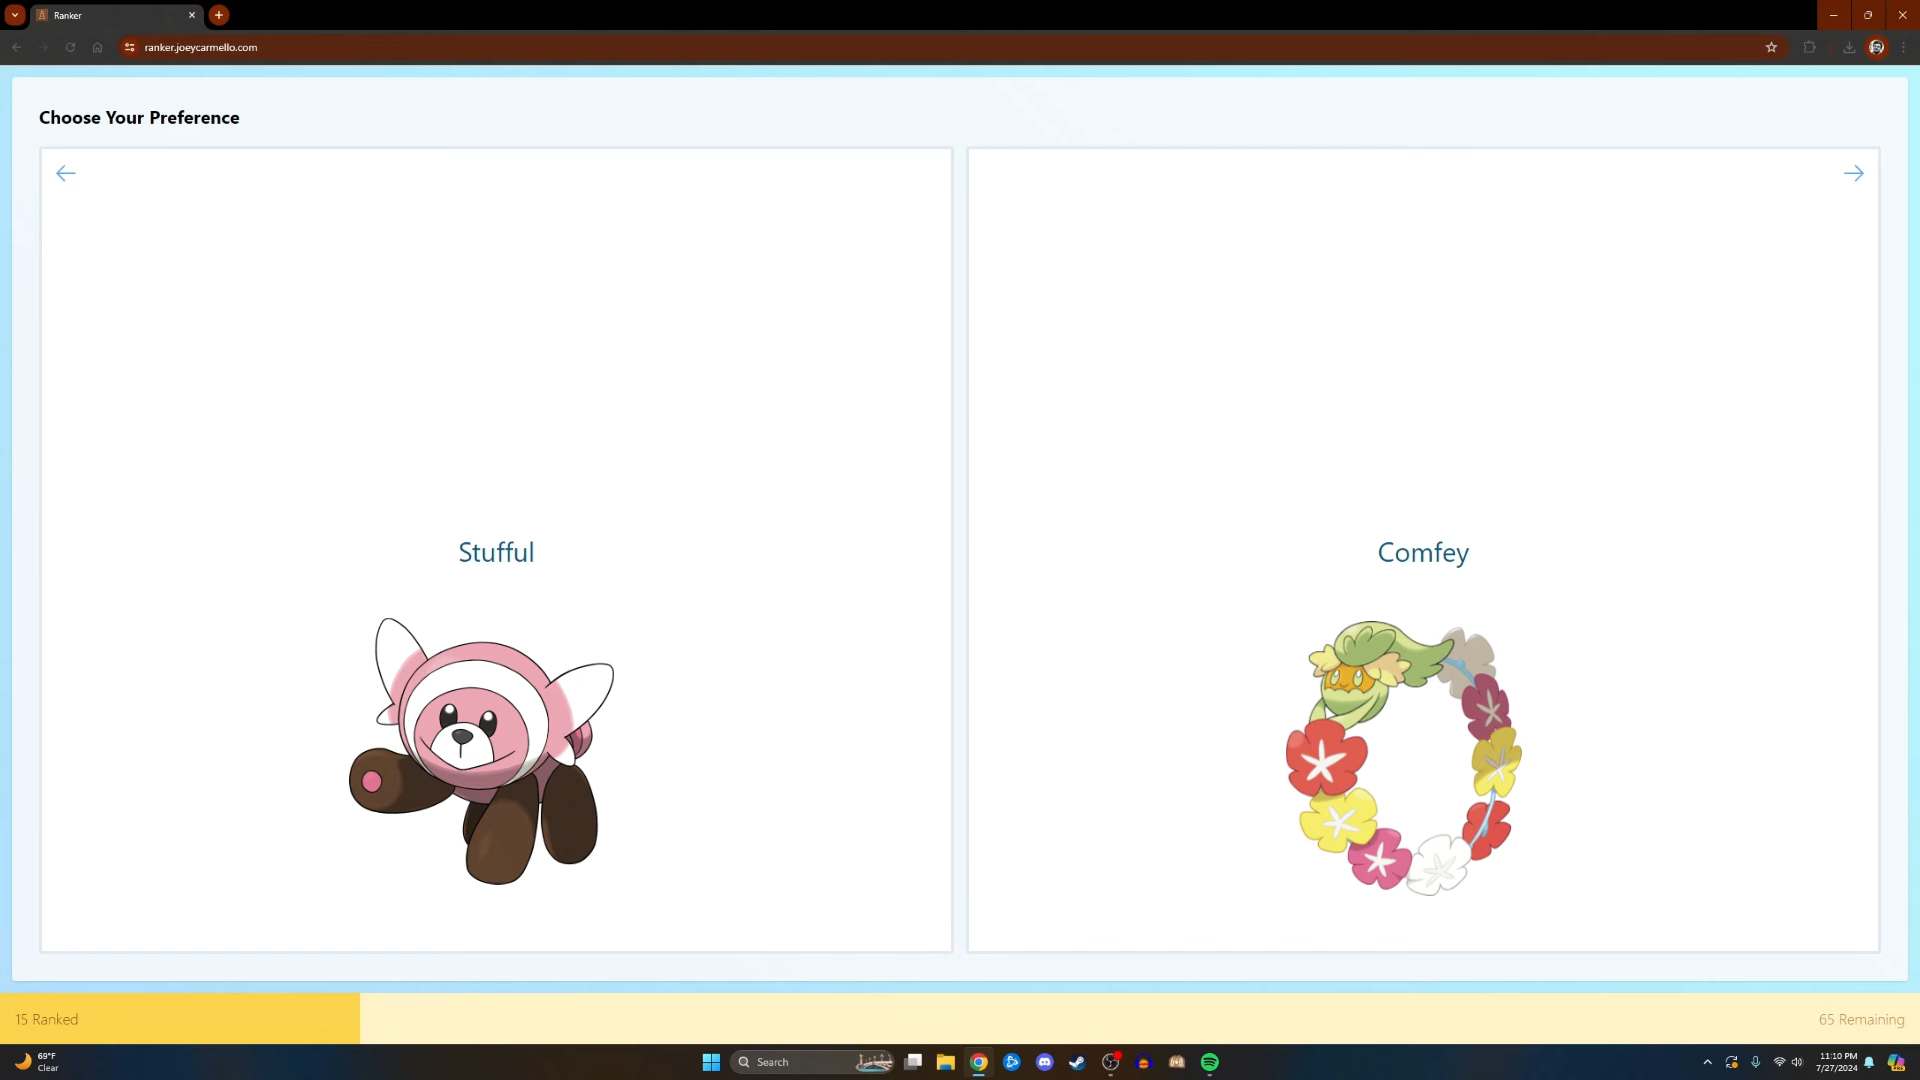 Ranker
ranker.joeycarmello.com
Choose Your Preference
Stufful
Comfey
15 Ranked
65 Remaining
69°F
Clear
Search
11:10 PM
7/27/2024